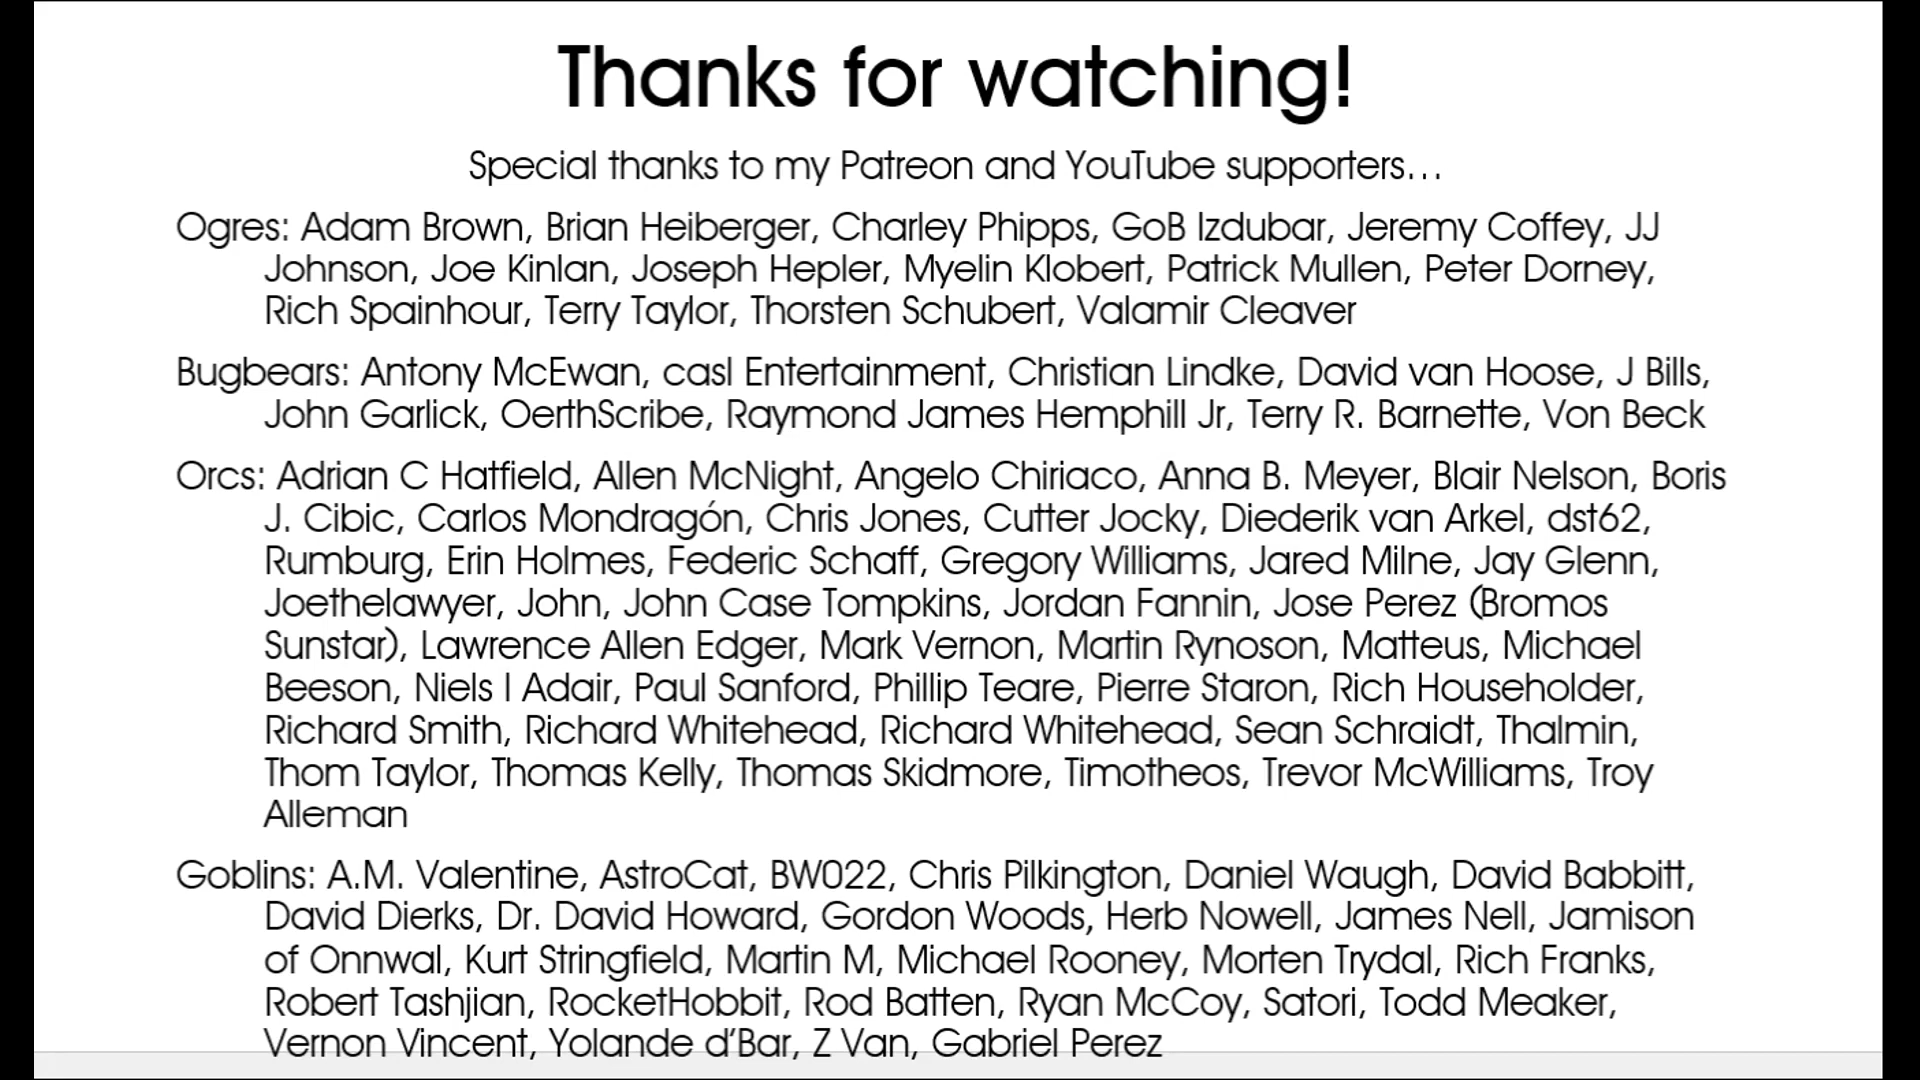 Thanks for watching!
Special thanks to my Patreon and YouTube supporters…
Ogres: Adam Brown, Brian Heiberger, Charley Phipps, GoB Izdubar, Jeremy Coffey, JJ
Johnson, Joe Kinlan, Joseph Hepler, Myelin Klobert, Patrick Mullen, Peter Dorney,
Rich Spainhour, Terry Taylor, Thorsten Schubert, Valamir Cleaver
Bugbears: Antony McEwan, casl Entertainment, Christian Lindke, David van Hoose, J Bills,
John Garlick, OerthScribe, Raymond James Hemphill Jr, Terry R. Barnette, Von Beck
Orcs: Adrian C Hatfield, Allen McNight, Angelo Chiriaco, Anna B. Meyer, Blair Nelson, Boris
J. Cibic, Carlos Mondragón, Chris Jones, Cutter Jocky, Diederik van Arkel, dst62,
Rumburg, Erin Holmes, Federic Schaff, Gregory Williams, Jared Milne, Jay Glenn,
Joethelawyer, John, John Case Tompkins, Jordan Fannin, Jose Perez (Bromos
Sunstar), Lawrence Allen Edger, Mark Vernon, Martin Rynoson, Matteus, Michael
Beeson, Niels I Adair, Paul Sanford, Phillip Teare, Pierre Staron, Rich Householder,
Richard Smith, Richard Whitehead, Richard Whitehead, Sean Schraidt, Thalmin,
Thom Taylor, Thomas Kelly, Thomas Skidmore, Timotheos, Trevor McWilliams, Troy
Alleman
Goblins: A.M. Valentine, AstroCat, BW022, Chris Pilkington, Daniel Waugh, David Babbitt,
David Dierks, Dr. David Howard, Gordon Woods, Herb Nowell, James Nell, Jamison
of Onnwal, Kurt Stringfield, Martin M, Michael Rooney, Morten Trydal, Rich Franks,
Robert Tashjian, RocketHobbit, Rod Batten, Ryan McCoy, Satori, Todd Meaker,
Vernon Vincent, Yolande d’Bar, Z Van, Gabriel Perez